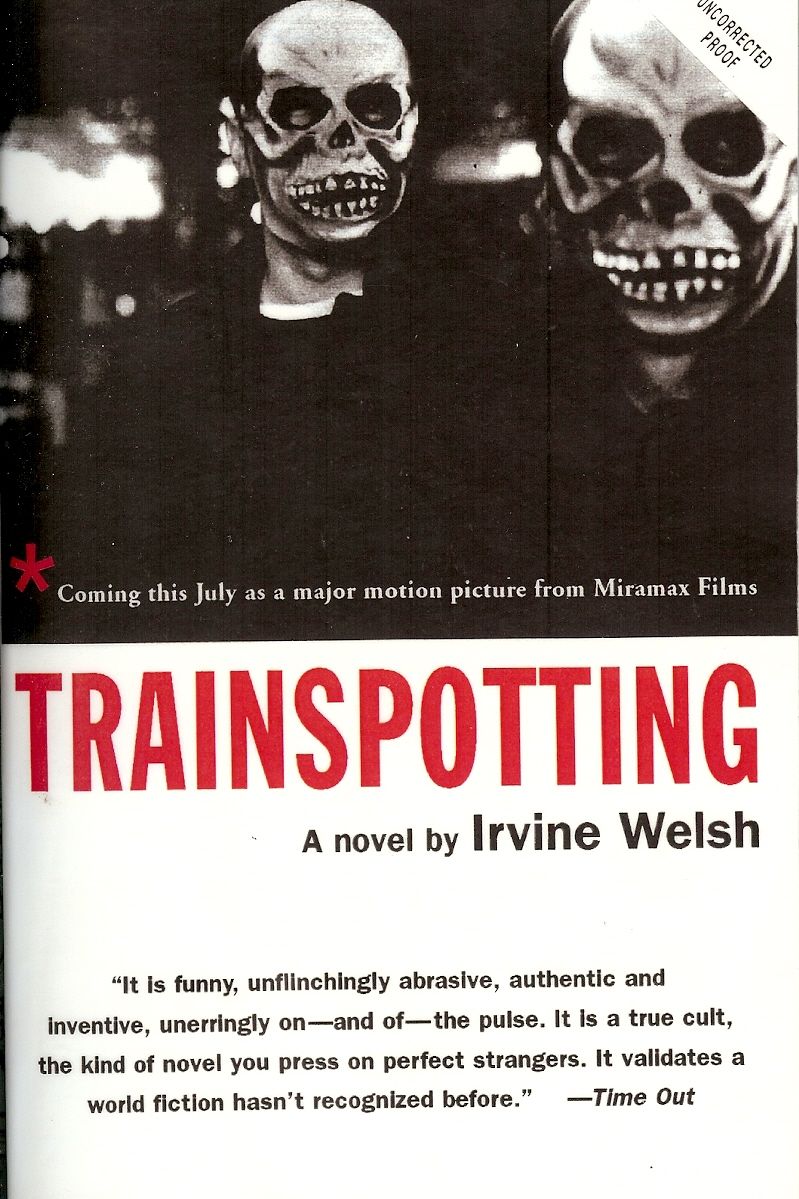 UNCORRECTED
PROOF
* Coming this July as a major motion picture from Miramax Films
TRAINSPOTTING
A novel by Irvine Welsh
“It is funny, unflinchingly abrasive, authentic and
inventive, unerringly on—and of—the pulse. It is a true cult,
the kind of novel you press on perfect strangers. It validates a
world fiction hasn’t recognized before.” —Time Out